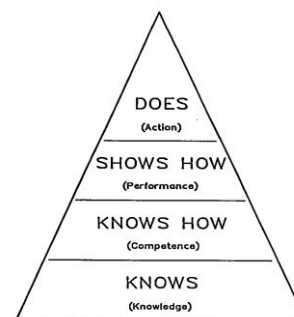 DOES
(Action)
SHOWS HOW
(Performance)
KNOWS HOW
(Competence)
KNOWS
(Knowledge)